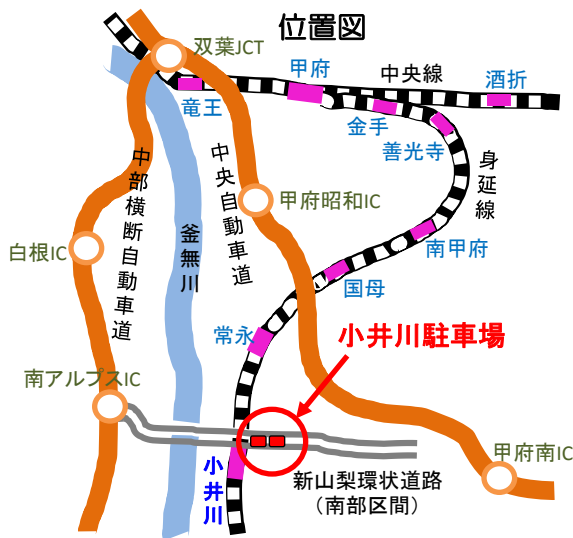 位置図
双葉JCT
甲府
中央線
酒折
竜王
金手
善光寺
身延線
中部横断自動車道
中央自動車道
甲府昭和IC
釜無川
白根IC
南甲府
国母
常永
小井川駐車場
南アルプスIC
甲府南IC
小井川
新山梨環状道路
（南部区間）